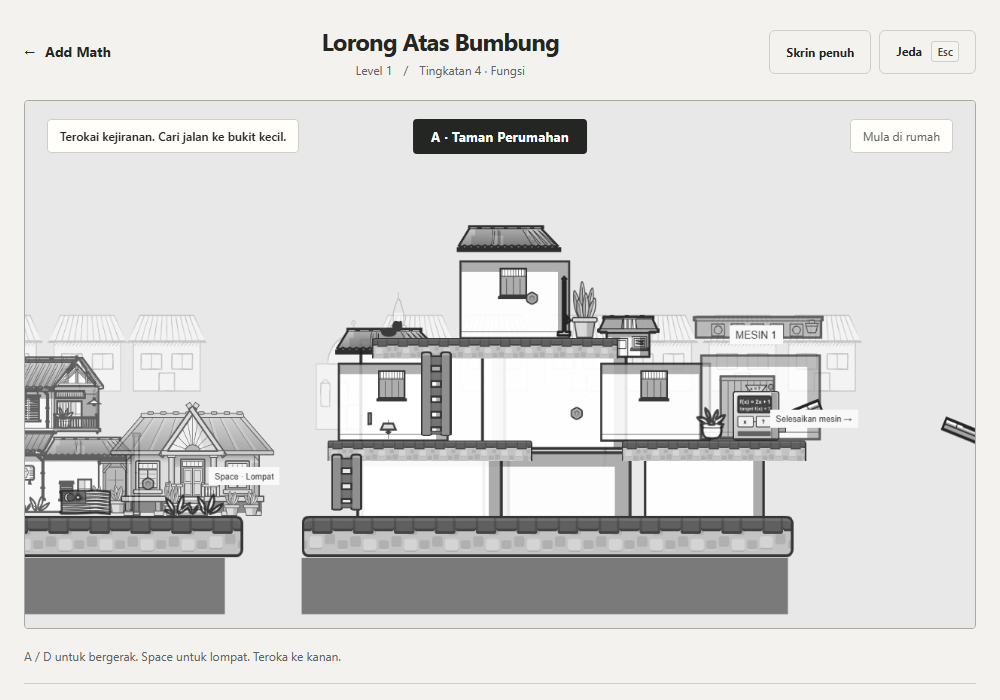 ← Add Math
Lorong Atas Bumbung
Level 1 / Tingkatan 4 · Fungsi
Skrin penuh
Jeda Esc
Terokai kejiranan. Cari jalan ke bukit kecil.
A · Taman Perumahan
Mula di rumah
MESIN 1
f(x) = 2x + 1
Selesaikan mesin →
x ?
Space · Lompat
A / D untuk bergerak. Space untuk lompat. Teroka ke kanan.